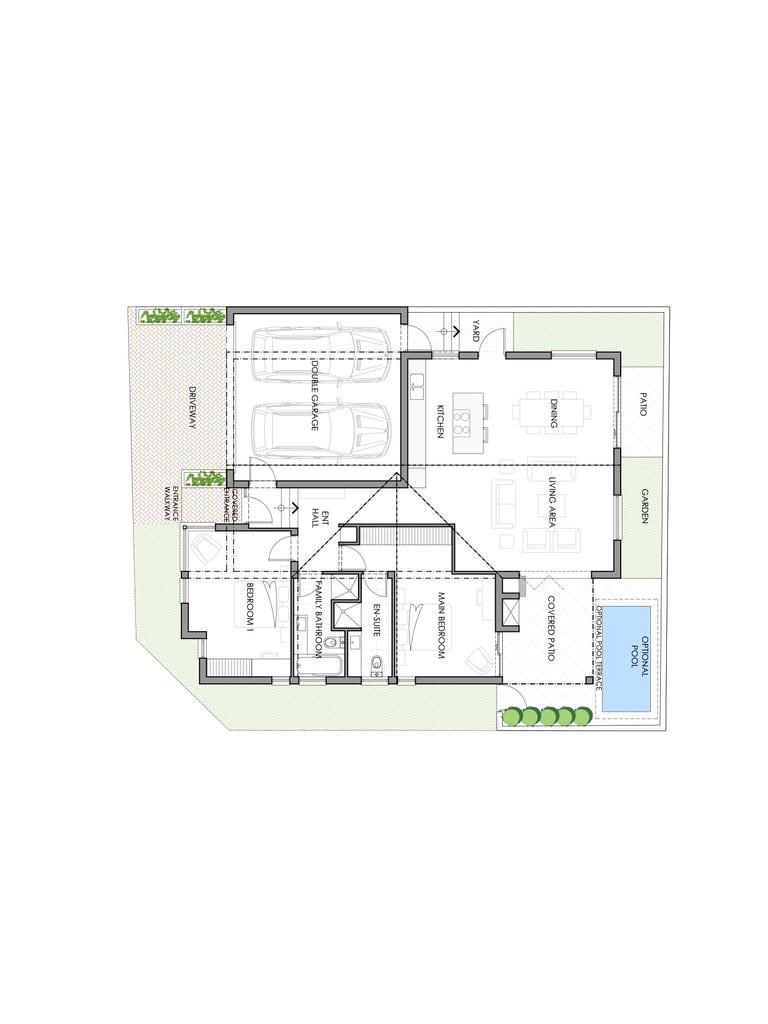 YARD
DOUBLE GARAGE
DRIVEWAY
KITCHEN
DINING
PATIO
LIVING AREA
GARDEN
ENTRANCE
WALKWAY
COVERED
ENTRANCE
ENT
HALL
BEDROOM 1
FAMILY BATHROOM
EN-SUITE
MAIN BEDROOM
COVERED PATIO
OPTIONAL POOL TERRACE
OPTIONAL
POOL